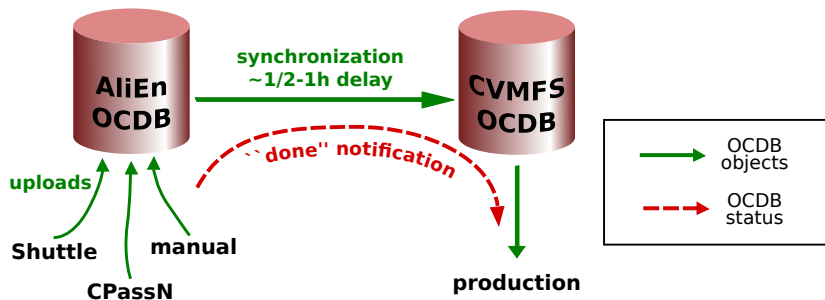 AliEn
OCDB
synchronization
~1/2-1h delay
CVMFS
OCDB
``done'' notification
uploads
Shuttle
CPassN
manual
production
OCDB
objects
OCDB
status